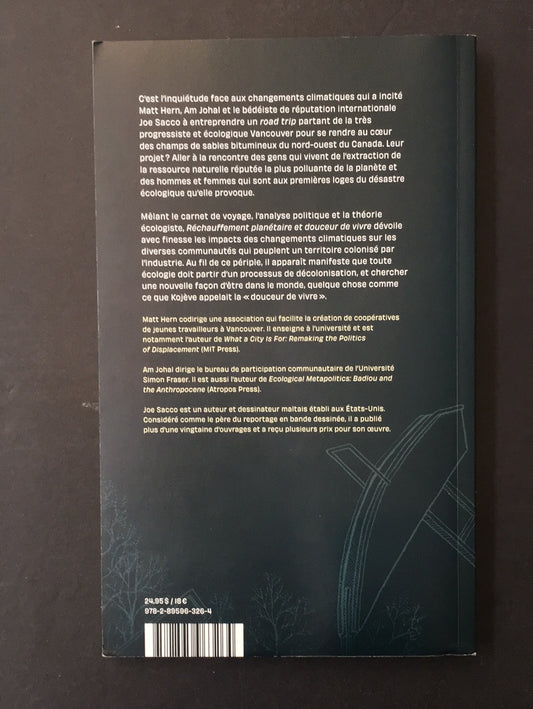 C'est l'inquiétude face aux changements climatiques qui a incité
Matt Hern, Am Johal et le bédéiste de réputation internationale
Joe Sacco à entreprendre un road trip partant de la très
progressiste et écologique Vancouver pour se rendre au cœur
des champs de sables bitumineux du nord-ouest du Canada. Leur
projet ? Aller à la rencontre des gens qui vivent de l'extraction de
la ressource naturelle réputée la plus polluante de la planète et
des hommes et femmes qui sont aux premières loges du désastre
écologique qu'elle provoque.
Mêlant le carnet de voyage, l'analyse politique et la théorie
écologiste, Réchauffement planétaire et douceur de vivre dévoile
avec finesse les impacts des changements climatiques sur les
diverses communautés qui peuplent un territoire colonisé par
l'industrie. Au fil de ce périple, il apparaît manifeste que toute
écologie doit partir d'un processus de décolonisation, et chercher
une nouvelle façon d'être dans le monde, quelque chose comme
ce que Kojève appelait la « douceur de vivre ».
Matt Hern codirige une association qui facilite la création de coopératives
de jeunes travailleurs à Vancouver. Il enseigne à l'université et est
notamment l'auteur de What a City Is For: Remaking the Politics
of Displacement (MIT Press).
Am Johal dirige le bureau de participation communautaire de l'Université
Simon Fraser. Il est aussi l'auteur de Ecological Metapolitics: Badiou and
the Anthropocene (Atropos Press).
Joe Sacco est un auteur et dessinateur maltais établi aux États-Unis.
Considéré comme le père du reportage en bande dessinée, il a publié
plus d'une vingtaine d'ouvrages et a reçu plusieurs prix pour son œuvre.
24,95 $ / 18 €
978-2-89596-326-4